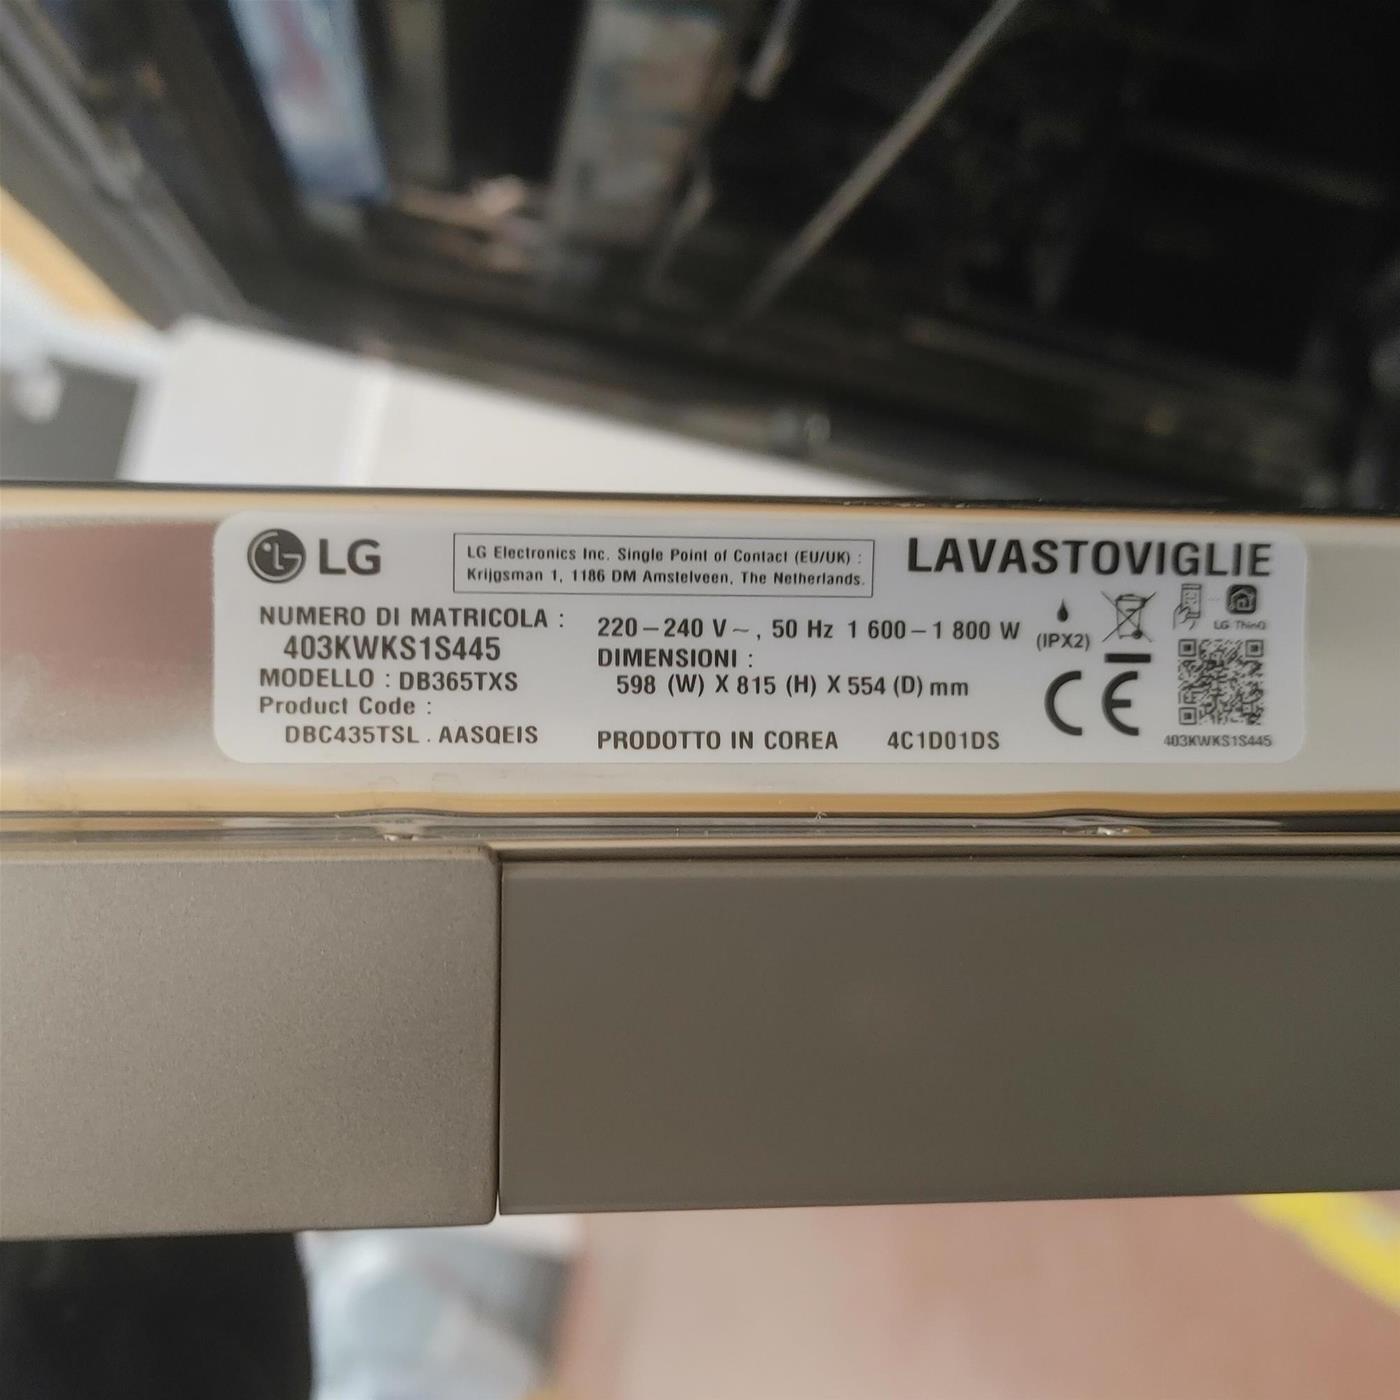 LG
LG Electronics Inc. Single Point of Contact (EU/UK) :
Krijgsman 1, 1186 DM Amstelveen, The Netherlands.
LAVASTOVIGLIE
NUMERO DI MATRICOLA :
403KWKS1S445
MODELLO : DB365TXS
Product Code :
DBC435TSL . AASQEIS
220-240 V~, 50 Hz 1 600-1 800 W
DIMENSIONI :
598 (W) X 815 (H) X 554 (D) mm
PRODOTTO IN COREA 4C1D01DS
(IPX2)
CE
LG ThinQ
403KWKS1S445